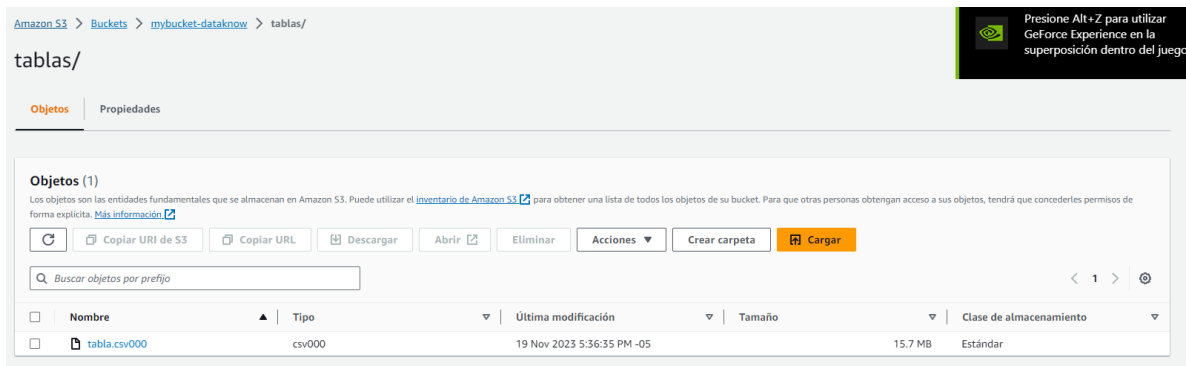 Amazon S3 > Buckets > mybucket-dataknow > tablas/
Presione Alt+Z para utilizar
GeForce Experience en la
superposición dentro del juego
tablas/
Objetos Propiedades
Objetos (1)
Los objetos son las entidades fundamentales que se almacenan en Amazon S3. Puede utilizar el inventario de Amazon S3 para obtener una lista de todos los objetos de su bucket. Para que otras personas obtengan acceso a sus objetos, tendrá que concederles permisos de
forma explícita. Más información
Copiar URI de S3 Copiar URL Descargar Abrir Eliminar Acciones Crear carpeta Cargar
Buscar objetos por prefijo
< 1 >
Nombre Tipo Última modificación Tamaño Clase de almacenamiento
tabla.csv000 csv000 19 Nov 2023 5:36:35 PM -05 15.7 MB Estándar